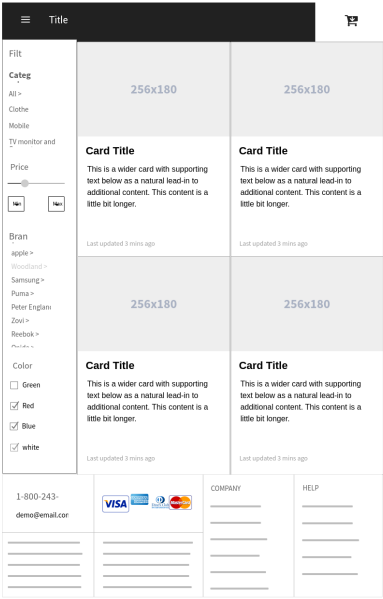 Title
Filt
Categ
All >
Clothe
Mobile
TV monitor and
Price
Max
Bran
apple >
Woodland >
Samsung >
Puma >
Peter Englan
Zovi >
Reebok >
Color
Green
Red
Blue
white
256x180
256x180
Card Title
This is a wider card with supporting
text below as a natural lead-in to
additional content. This content is a
little bit longer.
Last updated 3 mins ago
Card Title
This is a wider card with supporting
text below as a natural lead-in to
additional content. This content is a
little bit longer.
Last updated 3 mins ago
256x180
256x180
Card Title
This is a wider card with supporting
text below as a natural lead-in to
additional content. This content is a
little bit longer.
Last updated 3 mins ago
Card Title
This is a wider card with supporting
text below as a natural lead-in to
additional content. This content is a
little bit longer.
Last updated 3 mins ago
1-800-243-
demo@email.cor
VISA
MasterCard
COMPANY
HELP